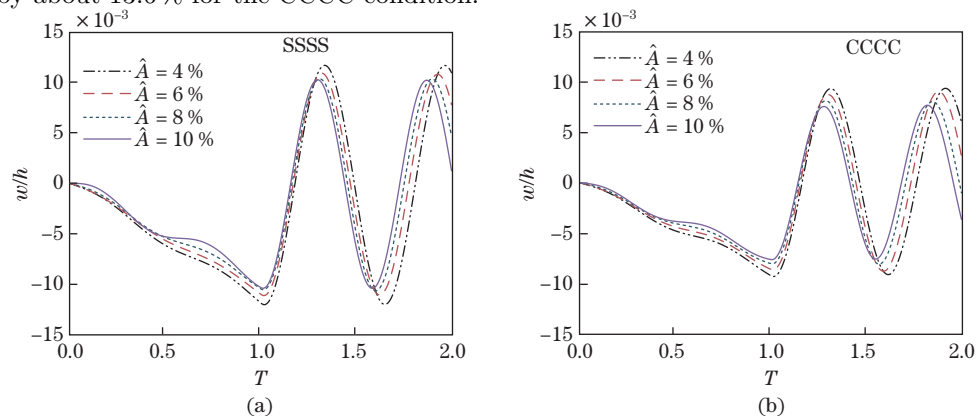 by about 13.0 % for the CCCC condition.
×10⁻³
SSSS
Â = 4 %
Â = 6 %
Â = 8 %
Â = 10 %
15
10
5
0
−5
−10
−15
w/h
0.0 0.5 1.0 1.5 2.0
T
(a)
×10⁻³
CCCC
Â = 4 %
Â = 6 %
Â = 8 %
Â = 10 %
15
10
5
0
−5
−10
−15
w/h
0.0 0.5 1.0 1.5 2.0
T
(b)